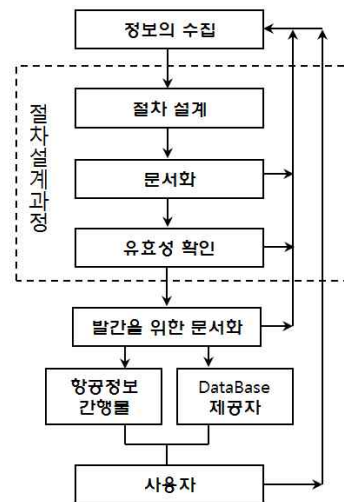 정보의 수집
절차설계과정
절차 설계
문서화
유효성 확인
발간을 위한 문서화
항공정보
간행물
DataBase
제공자
사용자